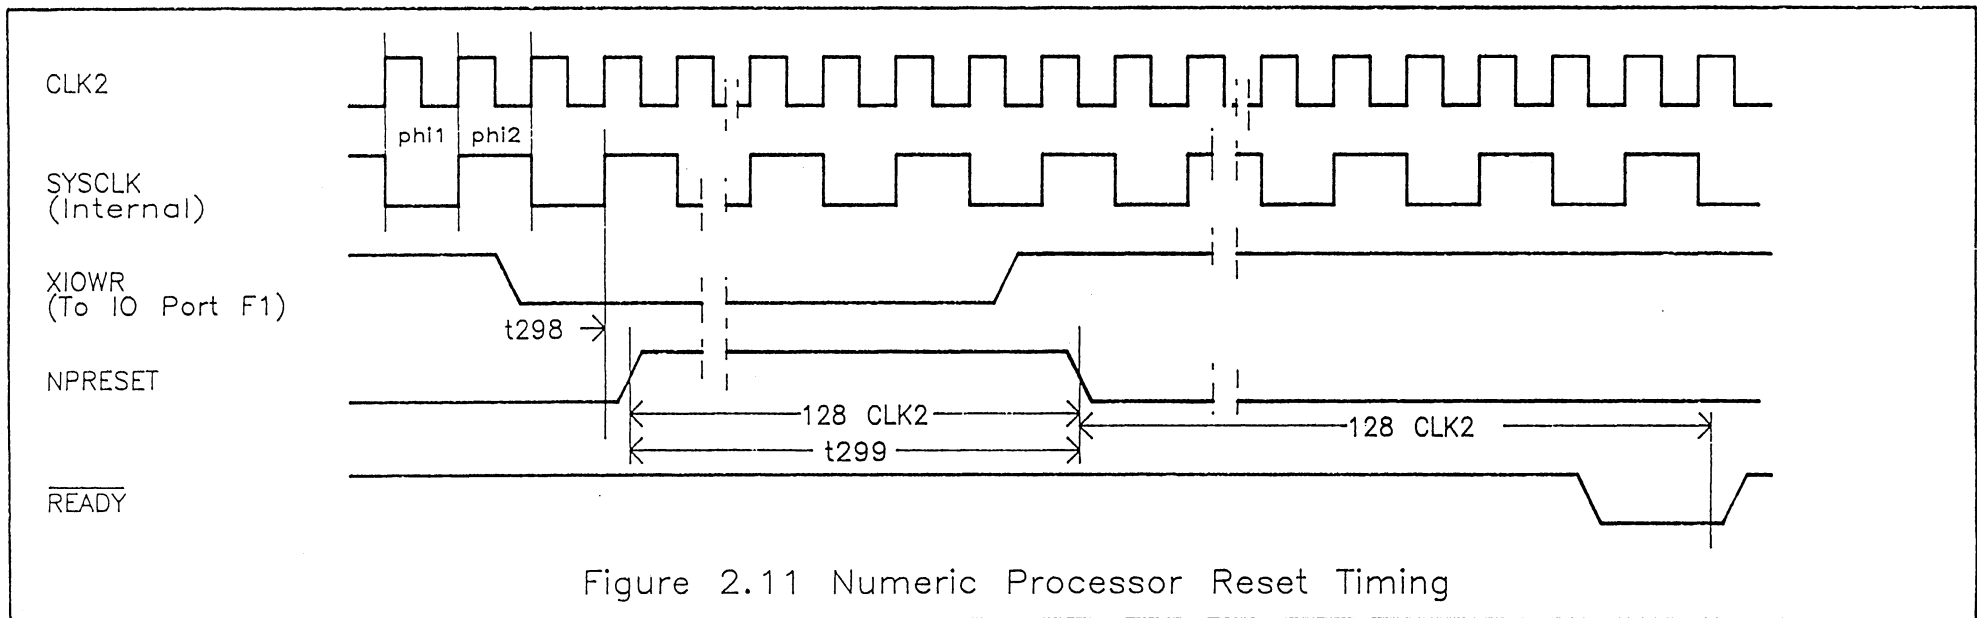 CLK2
phi1 phi2
SYSCLK
(Internal)
XIOWR
(To IO Port F1)
t298
NPRESET
128 CLK2
128 CLK2
t299
READY
Figure 2.11 Numeric Processor Reset Timing